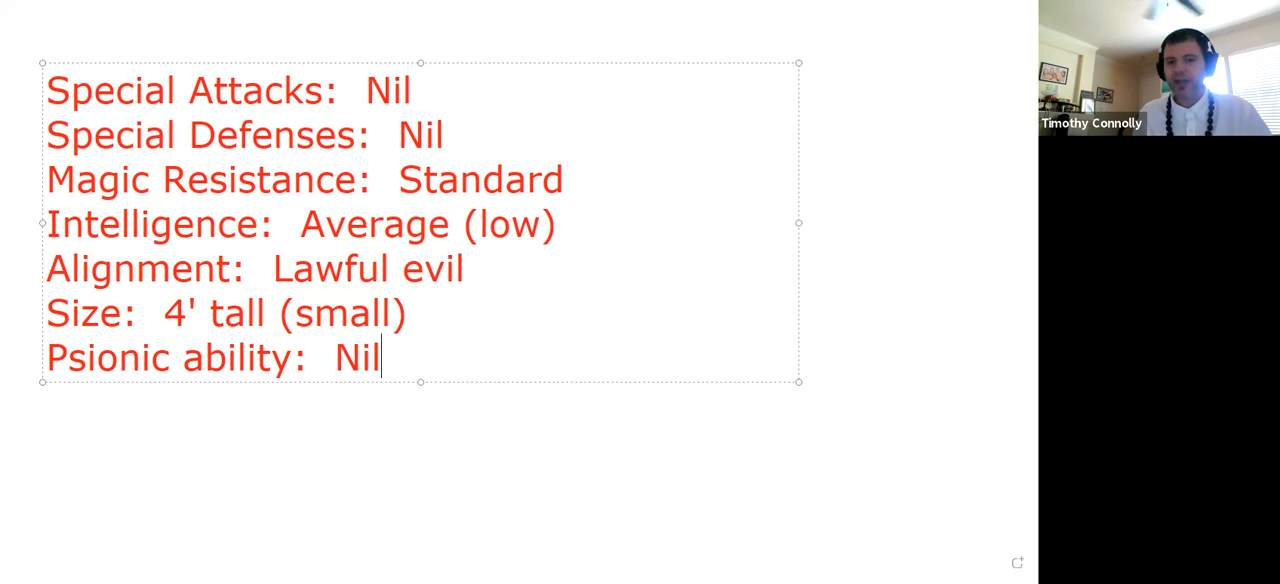 Special Attacks:  Nil
Special Defenses:  Nil
Magic Resistance:  Standard
Intelligence:  Average (low)
Alignment:  Lawful evil
Size:  4' tall (small)
Psionic ability:  Nil
Timothy Connolly